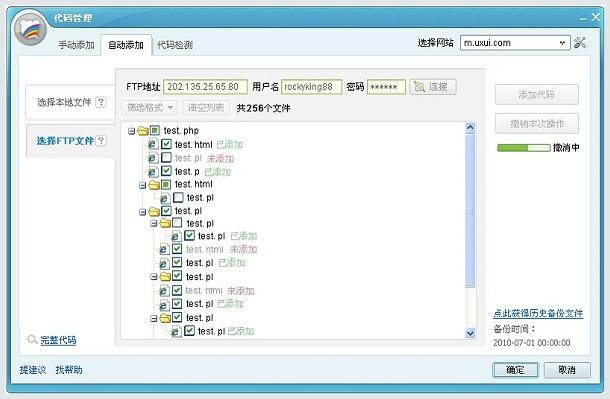 代码管理
手动添加 自动添加 代码检测 选择网站 m.uxui.com
选择本地文件 ?
选择FTP文件 ?
FTP地址 202.135.25.65.80 用户名 rockyking88 密码 ****** 连接
筛选格式 清空列表 共256个文件
test. php
test. html 已添加
test. pl 未添加
test. p 已添加
test. html
test. pl
test. pl
test. pl
test. pl 已添加
test. html 未添加
test. pl 已添加
test. pl
test. html 未添加
test. pl 已添加
test. pl
test. pl 已添加
添加代码
撤销本次操作
撤消中
点此获得历史备份文件
备份时间：
2010-07-01 00:00:00
完整代码
提建议 找帮助 确定 取消